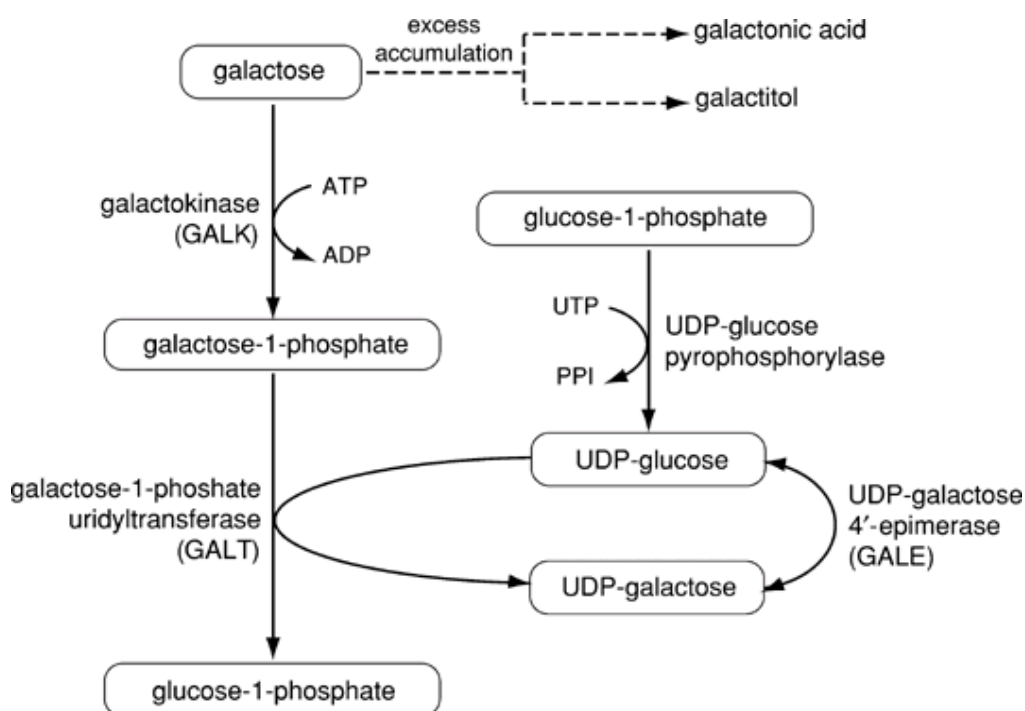 excess
accumulation
galactonic acid
galactose
galactitol
galactokinase
(GALK)
ATP
ADP
glucose-1-phosphate
UTP
PPI
UDP-glucose
pyrophosphorylase
galactose-1-phosphate
UDP-glucose
galactose-1-phoshate
uridyltransferase
(GALT)
UDP-galactose
4′-epimerase
(GALE)
UDP-galactose
glucose-1-phosphate